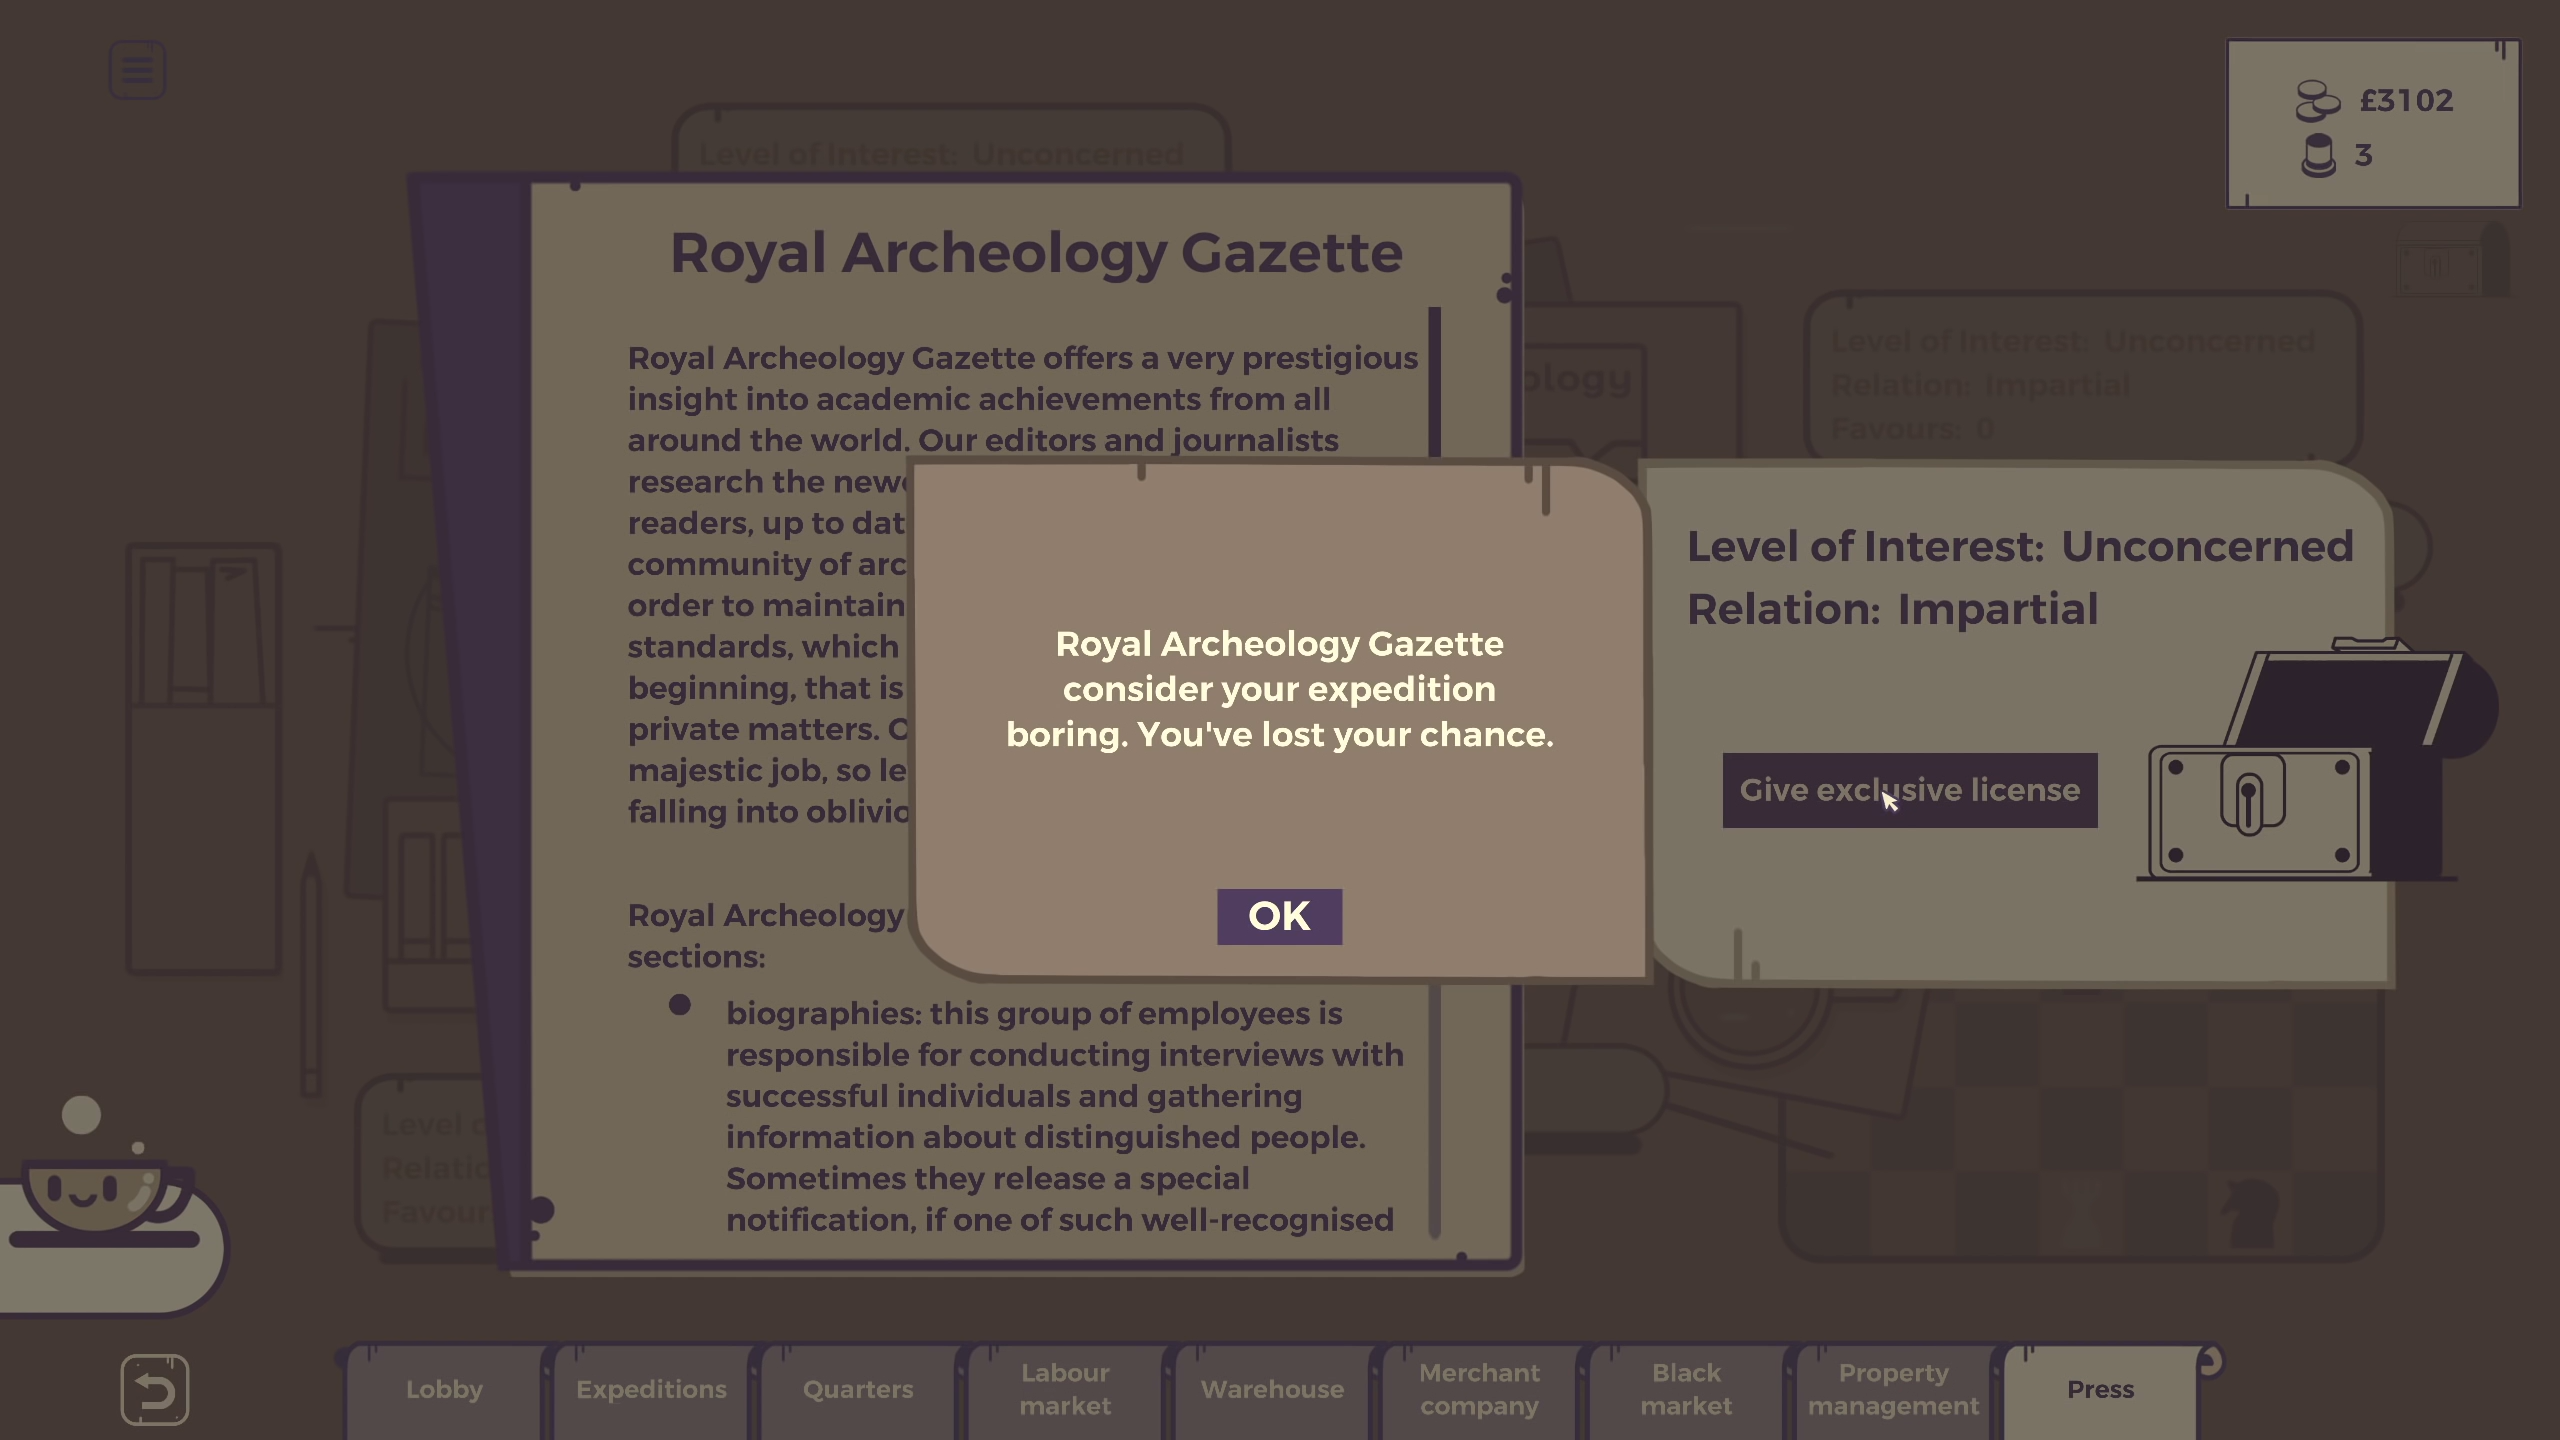 £3102
3
Level of Interest: Unconcerned
Royal Archeology Gazette
Royal Archeology Gazette offers a very prestigious
insight into academic achievements from all
around the world. Our editors and journalists
research the
readers, up to
community of
order to maintain
standards, which
beginning, that is
private matters.
majestic job, so
falling into
Royal Archeology
sections:
biographies: this group of employees is
responsible for conducting interviews with
successful individuals and gathering
information about distinguished people.
Sometimes they release a special
notification, if one of such well-recognised
Level of Interest: Unconcerned
Relation: Impartial
Favours: 0
Royal Archeology Gazette
consider your expedition
boring. You've lost your chance.
OK
Level of Interest: Unconcerned
Relation: Impartial
Give exclusive license
Lobby
Expeditions
Quarters
Labour
market
Warehouse
Merchant
company
Black
market
Property
management
Press